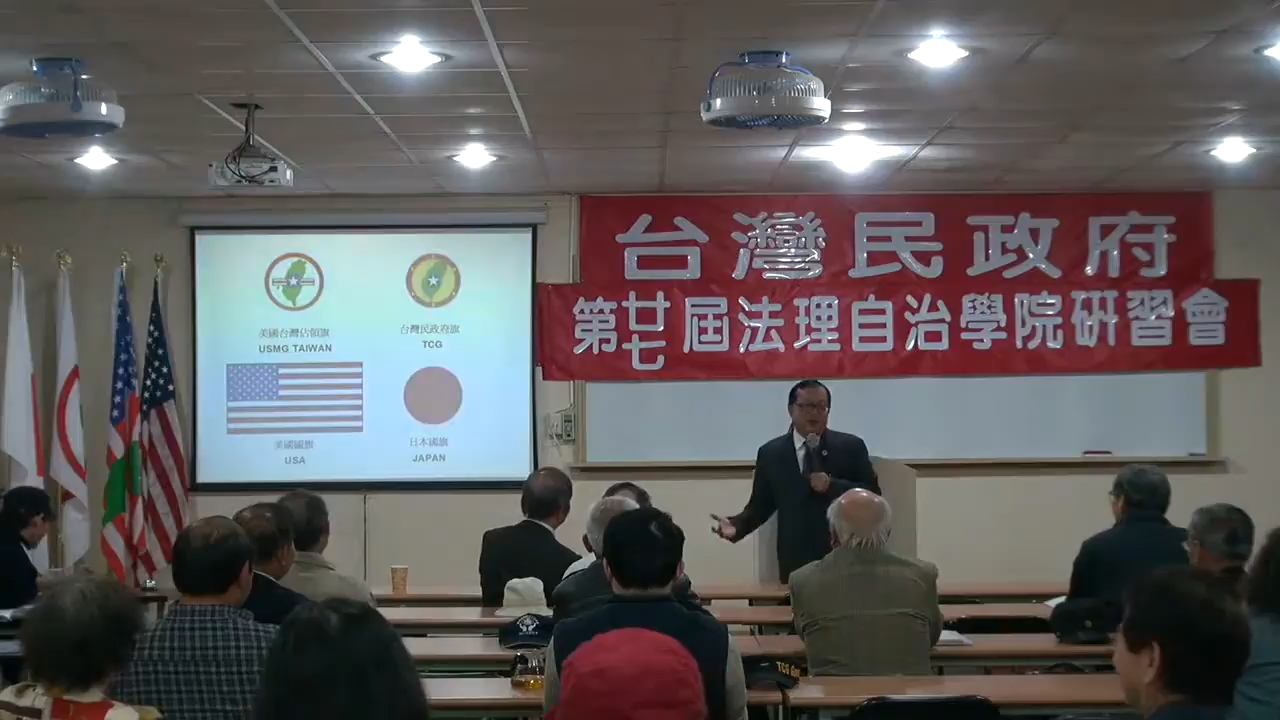 台灣民政府
第廿七屆法理自治學院研習會
美國台灣佔領旗
USMG TAIWAN
台灣民政府旗
TCG
美國國旗
USA
日本國旗
JAPAN
TCG